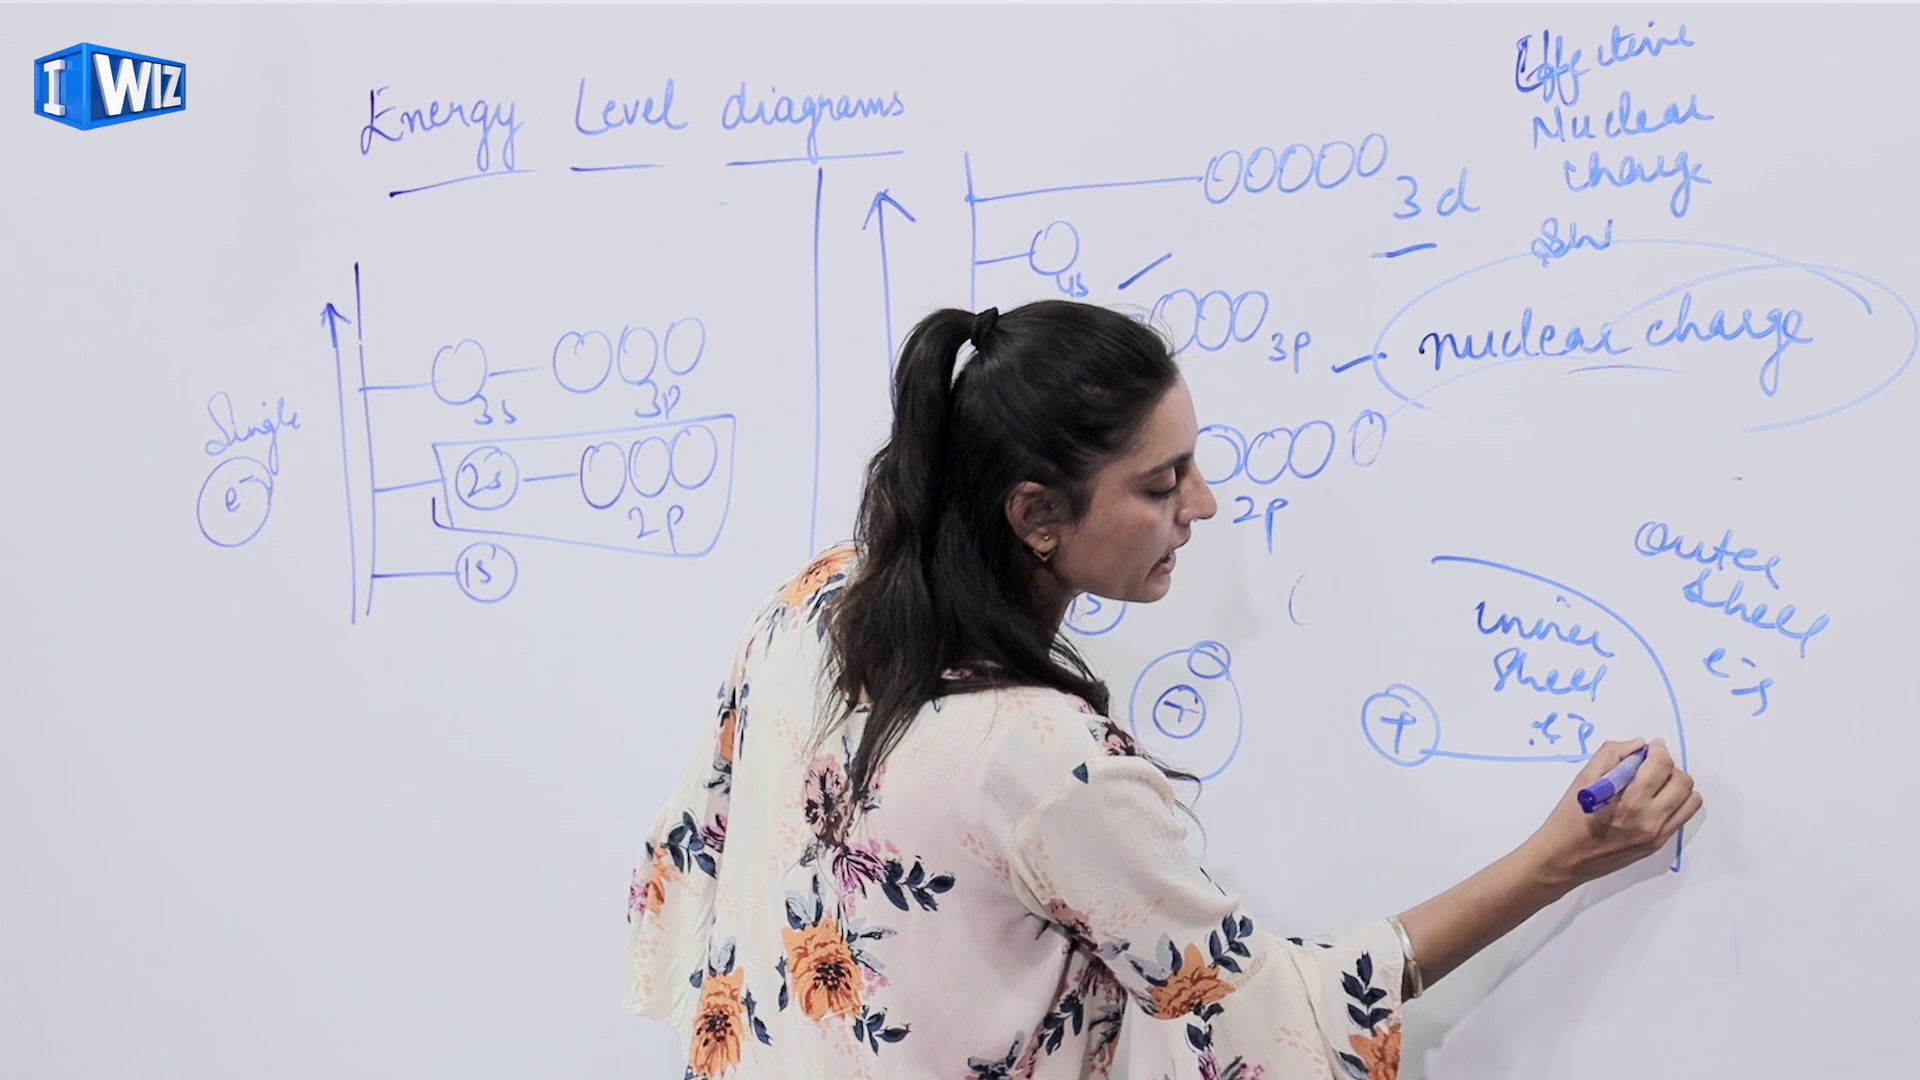 I WIZ
Energy Level diagrams
Effective
Nuclear
charge
Shi
3d
4s
3p
nuclear charge
2p
Single
e-
3s 3p
2s
2p
1s
Outer
Shell
e-s
inner
Shell
e-s
+
+